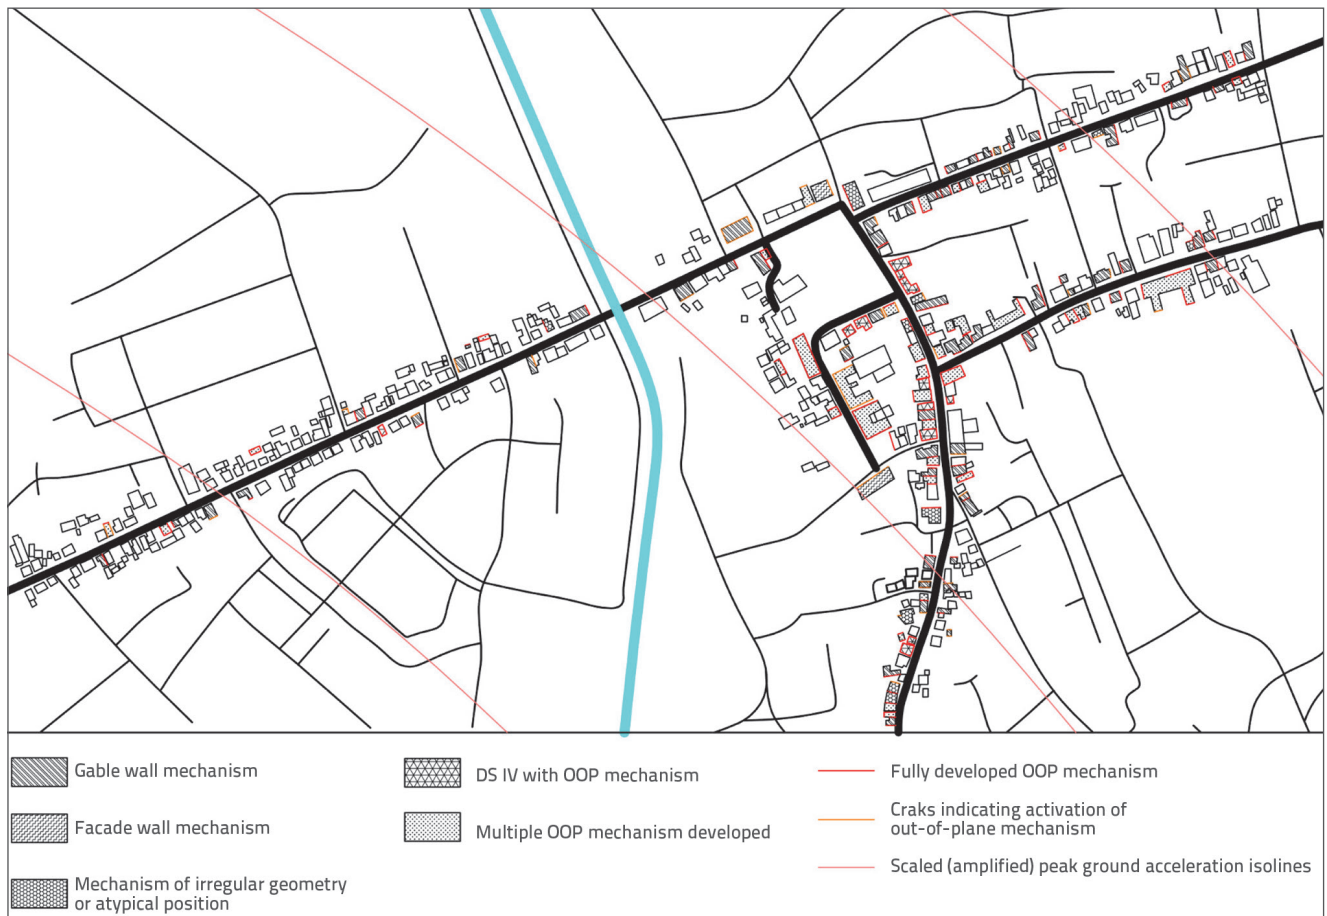 Gable wall mechanism
Facade wall mechanism
Mechanism of irregular geometry
or atypical position
DS IV with OOP mechanism
Multiple OOP mechanism developed
Fully developed OOP mechanism
Craks indicating activation of
out-of-plane mechanism
Scaled (amplified) peak ground acceleration isolines